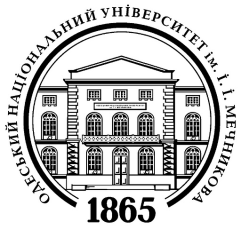 ОДЕСЬКИЙ НАЦІОНАЛЬНИЙ УНІВЕРСИТЕТ ім. І. І. МЕЧНИКОВА
1865